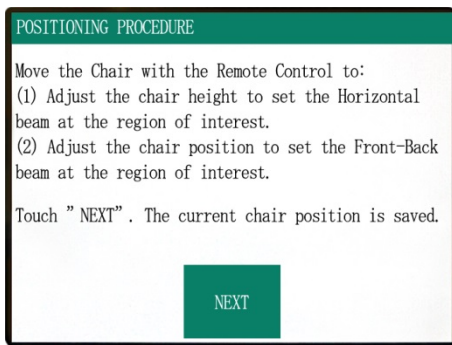 POSITIONING PROCEDURE
Move the Chair with the Remote Control to:
(1) Adjust the chair height to set the Horizontal
beam at the region of interest.
(2) Adjust the chair position to set the Front-Back
beam at the region of interest.
Touch ” NEXT”. The current chair position is saved.
NEXT